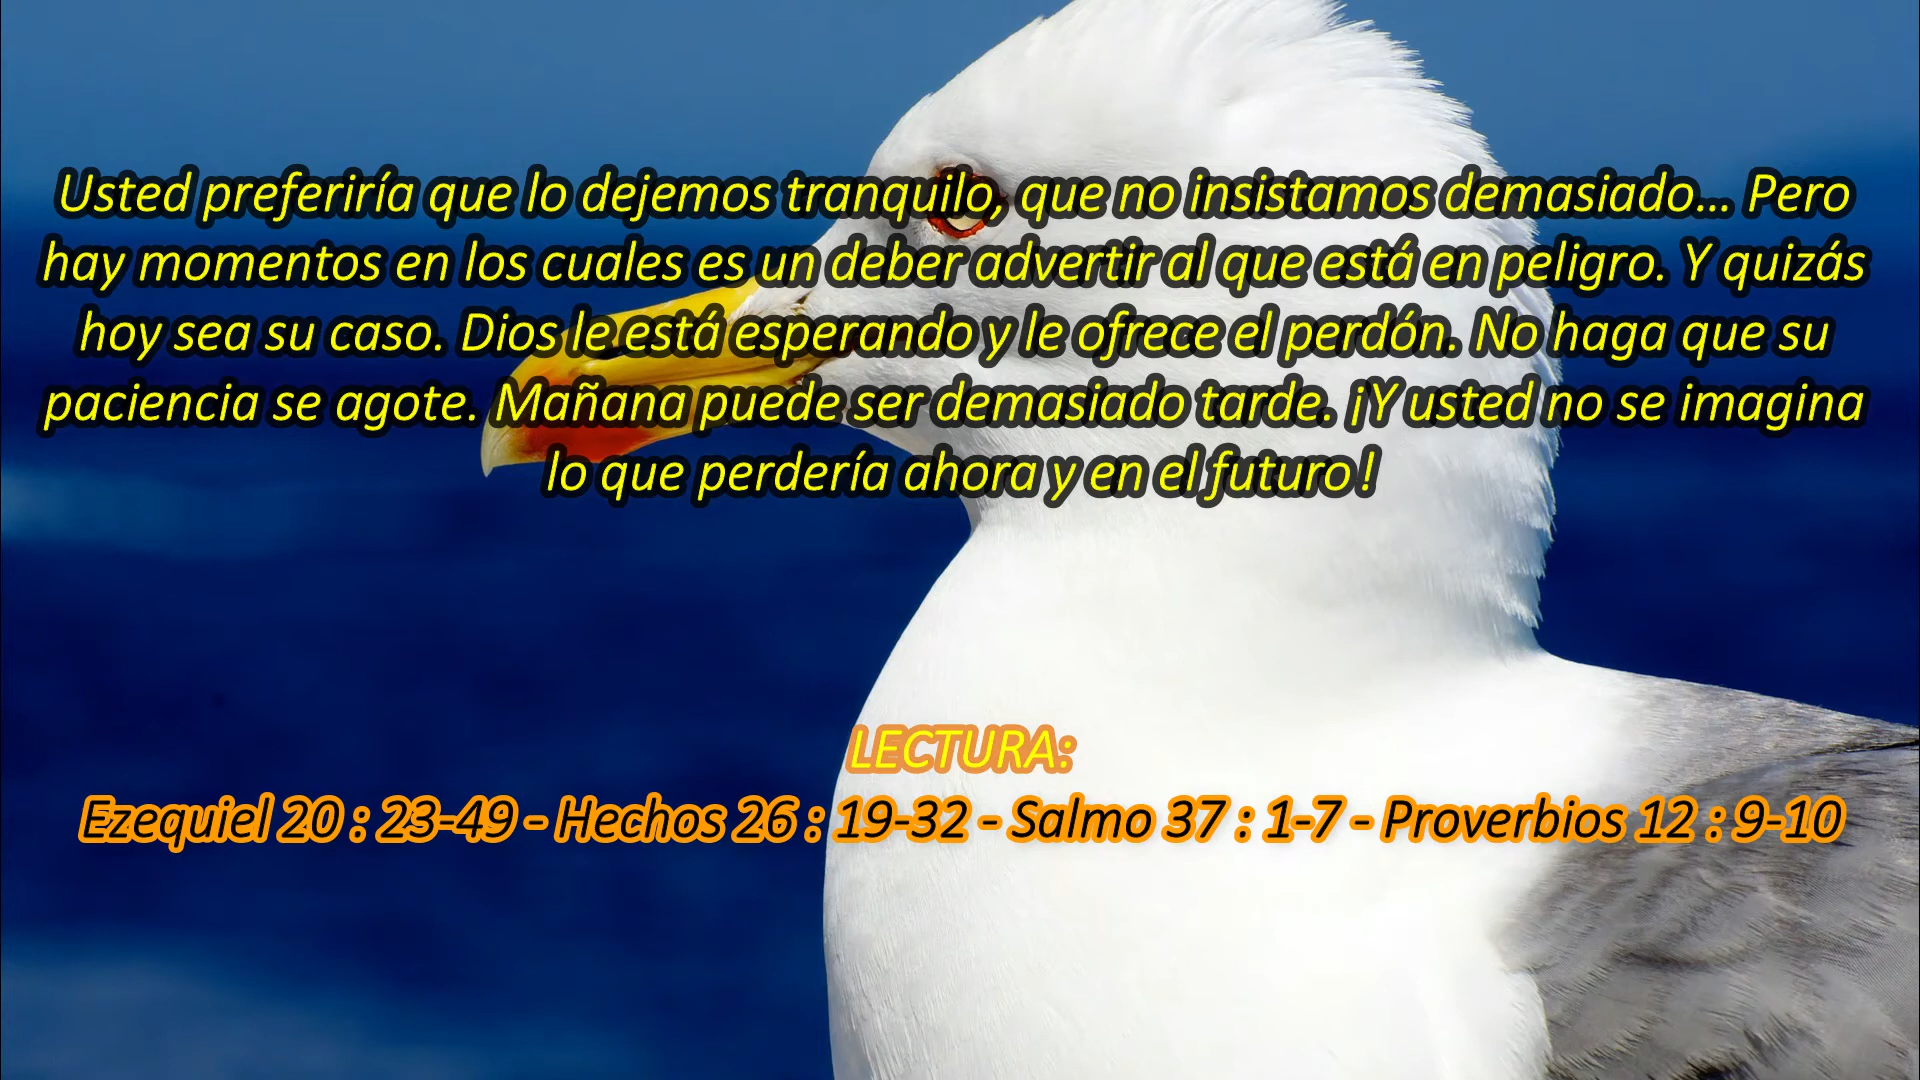 Usted preferiría que lo dejemos tranquilo, que no insistamos demasiado... Pero
hay momentos en los cuales es un deber advertir al que está en peligro. Y quizás
hoy sea su caso. Dios le está esperando y le ofrece el perdón. No haga que su
paciencia se agote. Mañana puede ser demasiado tarde. ¡Y usted no se imagina
lo que perdería ahora y en el futuro!
LECTURA:
Ezequiel 20 : 23-49 - Hechos 26 : 19-32 - Salmo 37 : 1-7 - Proverbios 12 : 9-10